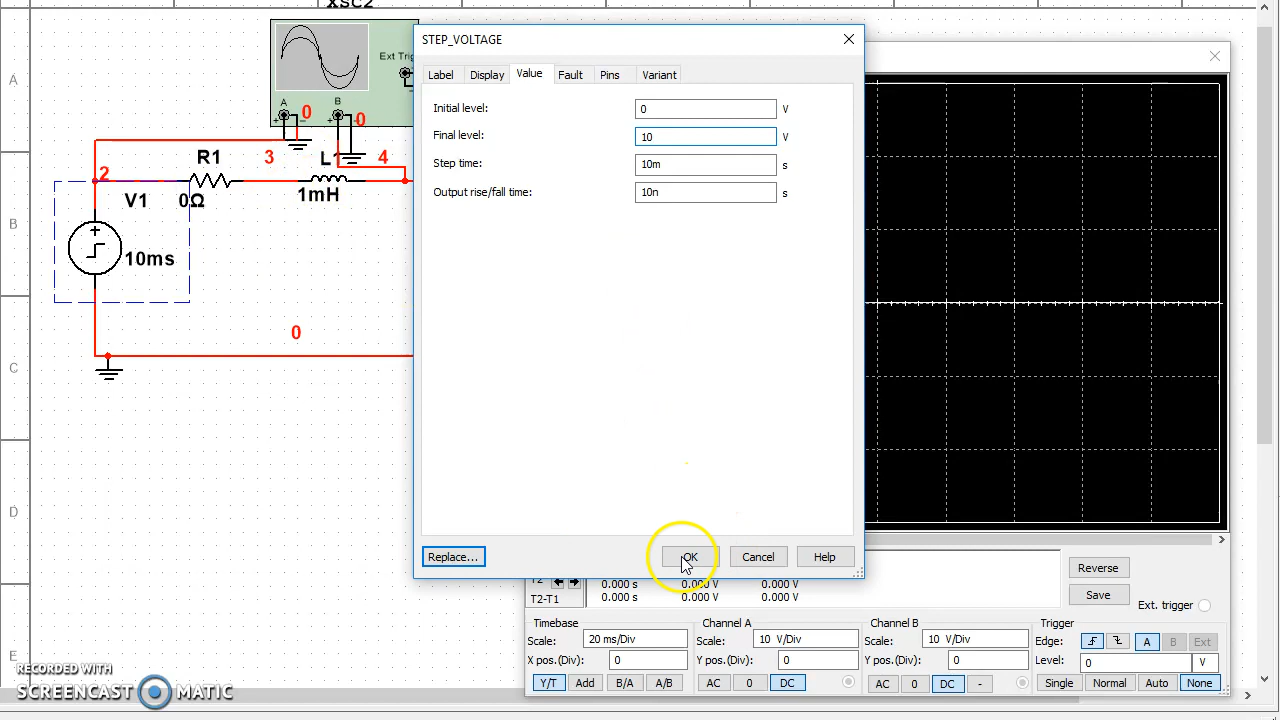 XSC2
Ext Trig
A
B
0
0
A
B
C
D
E
2
R1
3
L1
4
V1
0Ω
1mH
10ms
0
STEP_VOLTAGE
Label
Display
Value
Fault
Pins
Variant
Initial level:
0
V
Final level:
10
V
Step time:
10m
s
Output rise/fall time:
10n
s
Replace...
OK
Cancel
Help
T2
0.000 s
0.000 V
0.000 V
T2-T1
0.000 s
0.000 V
0.000 V
Reverse
Save
Ext. trigger
Timebase
Scale:
20 ms/Div
X pos.(Div)
0
Y/T
Add
B/A
A/B
Channel A
Scale:
10 V/Div
Y pos.(Div):
0
AC
0
DC
Channel B
Scale:
10 V/Div
Y pos.(Div):
0
AC
0
DC
-
Trigger
Edge:
A
B
Ext
Level:
0
V
Single
Normal
Auto
None
RECORDED WITH
SCREENCAST MATIC